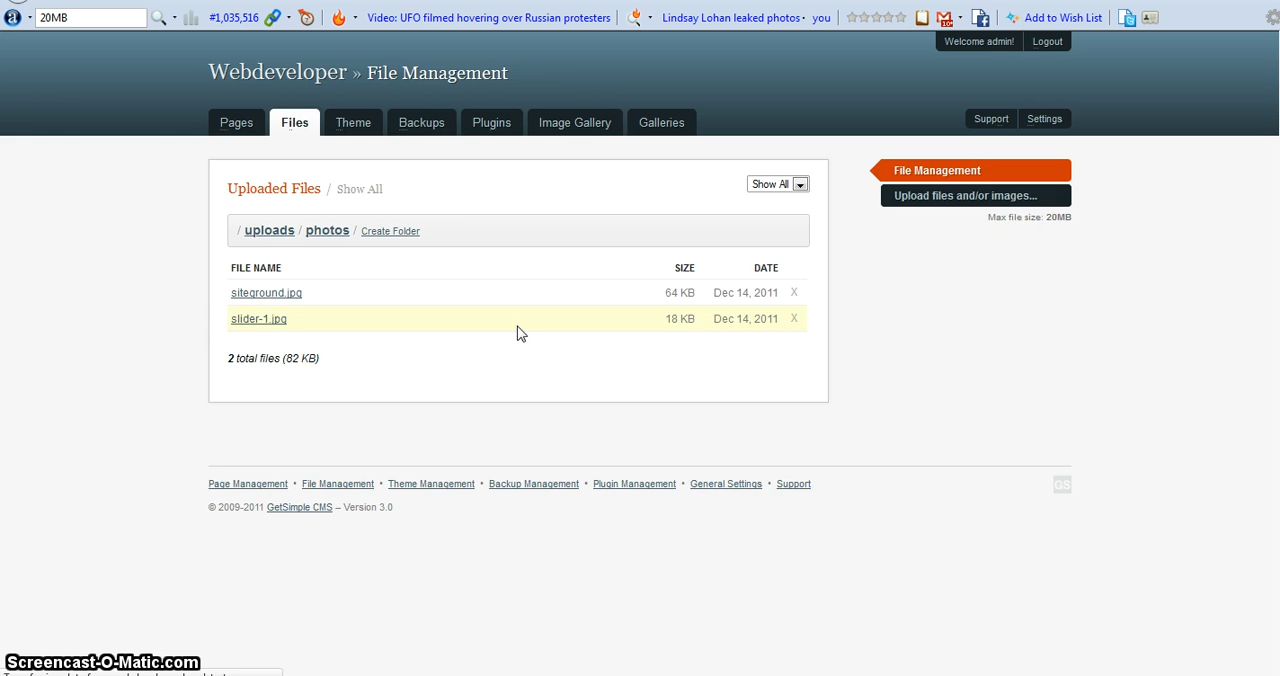 20MB #1,035,516 Video: UFO filmed hovering over Russian protesters Lindsay Lohan leaked photos· you 10+ Add to Wish List
Welcome admin! Logout
Webdeveloper » File Management
Pages Files Theme Backups Plugins Image Gallery Galleries Support Settings
Uploaded Files / Show All Show All
File Management
Upload files and/or images...
Max file size: 20MB
/ uploads / photos / Create Folder
FILE NAME SIZE DATE
siteground.jpg 64 KB Dec 14, 2011 X
slider-1.jpg 18 KB Dec 14, 2011 X
2 total files (82 KB)
Page Management • File Management • Theme Management • Backup Management • Plugin Management • General Settings • Support
GS
© 2009-2011 GetSimple CMS – Version 3.0
Screencast-O-Matic.com